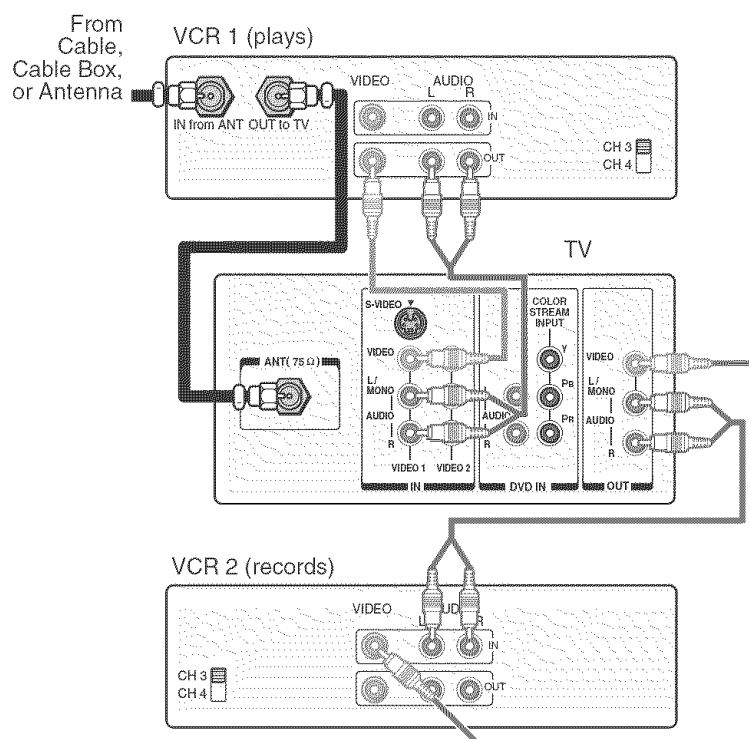 From
Cable,
Cable Box,
or Antenna
VCR 1 (plays)
VIDEO
AUDIO
L
R
IN from ANT
OUT to TV
IN
OUT
CH 3
CH 4
TV
S-VIDEO
COLOR
STREAM
INPUT
Y
ANT( 75 Ω )
VIDEO
L/
MONO
AUDIO
R
VIDEO 1
VIDEO 2
IN
PB
PR
AUDIO
R
DVD IN
VIDEO
L/
MONO
AUDIO
R
OUT
VCR 2 (records)
VIDEO
L
R
IN
OUT
CH 3
CH 4